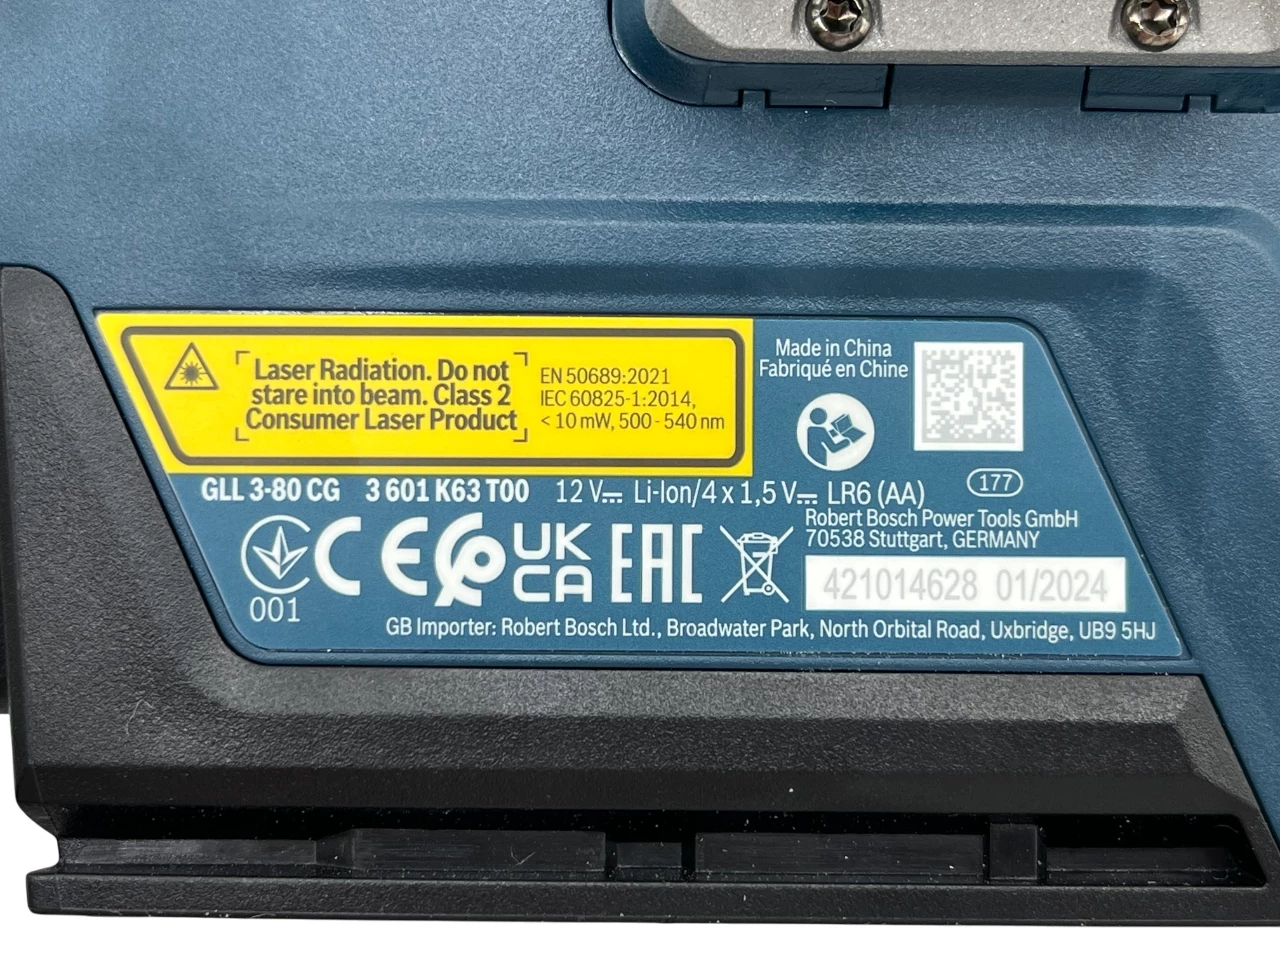 Laser Radiation. Do not
stare into beam. Class 2
Consumer Laser Product
EN 50689:2021
IEC 60825-1:2014,
< 10 mW, 500 - 540 nm
Made in China
Fabriqué en Chine
GLL 3-80 CG 3 601 K63 T00 12 V⎓ Li-Ion/4 x 1,5 V⎓ LR6 (AA)
177
Robert Bosch Power Tools GmbH
70538 Stuttgart, GERMANY
001
CE
UK
CA
EAC
421014628 01/2024
GB Importer: Robert Bosch Ltd., Broadwater Park, North Orbital Road, Uxbridge, UB9 5HJ